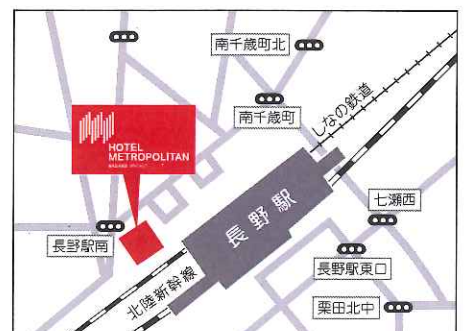 南千歳町北
しなの鉄道
南千歳町
HOTEL
METROPOLITAN
七瀬西
長野駅
長野駅南
長野駅東口
北陸新幹線
栗田北中